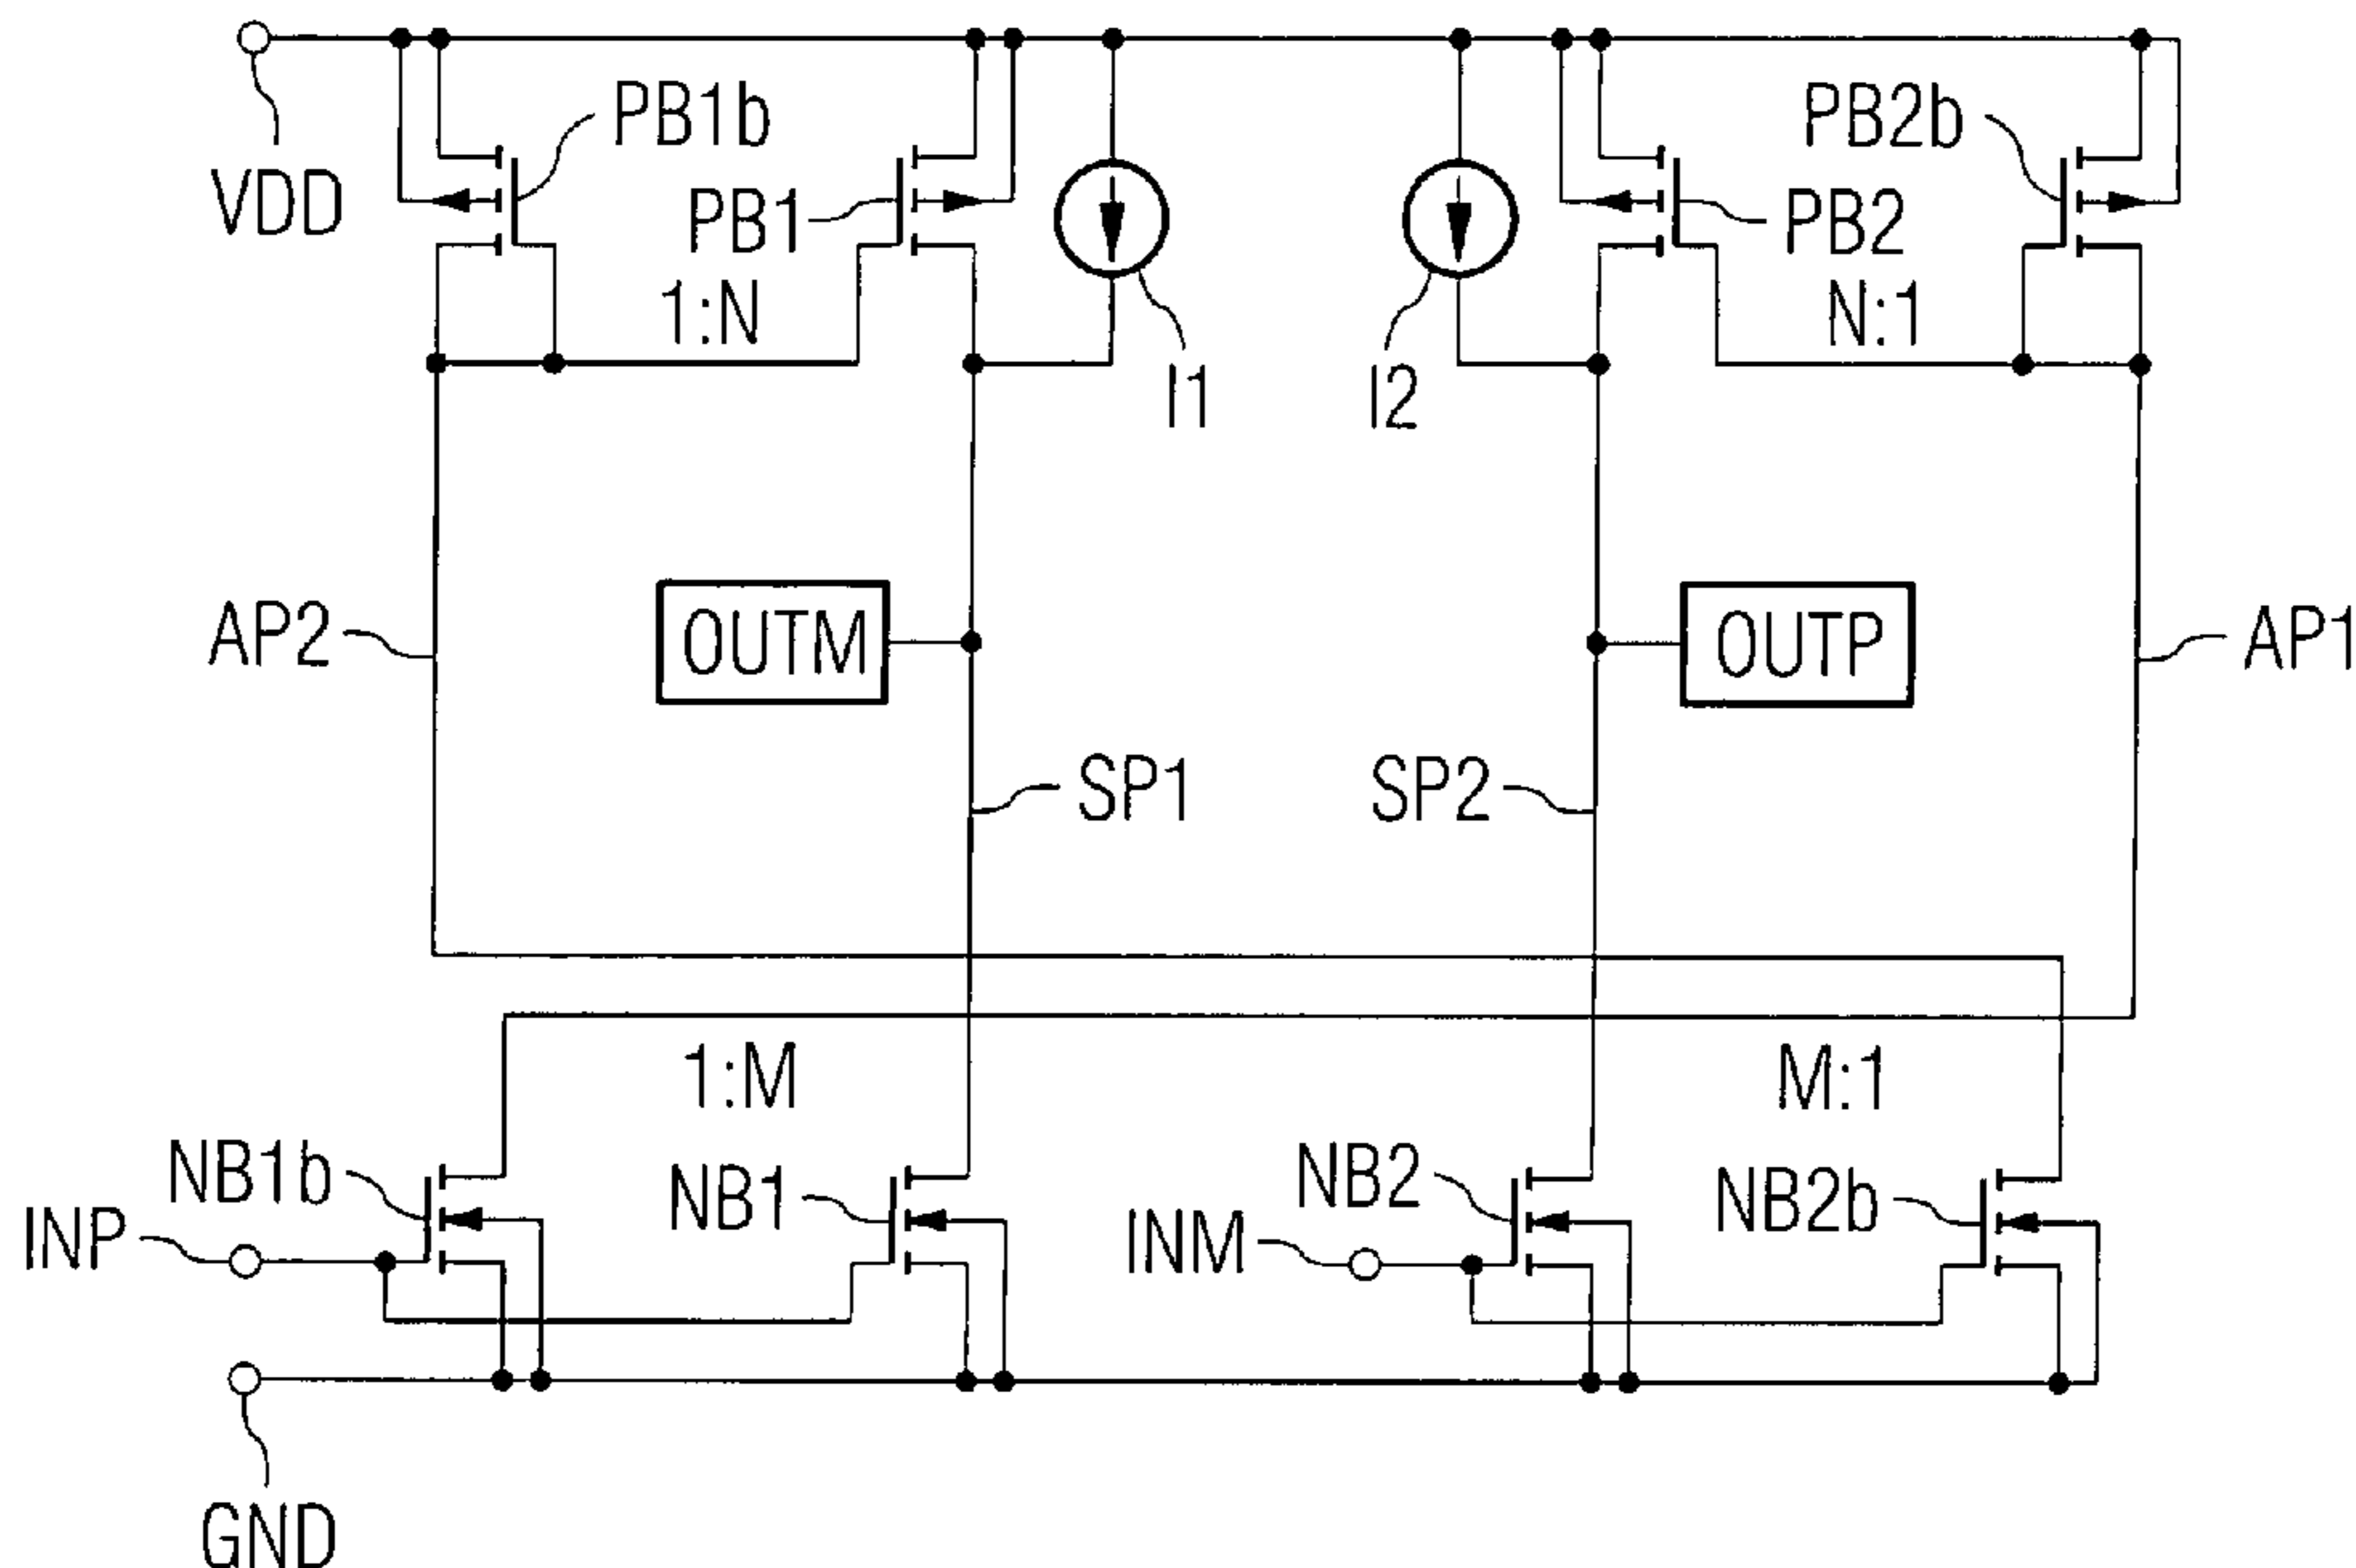 PB1b
PB2b
VDD
PB1
PB2
1:N
N:1
I1
I2
AP2
OUTM
OUTP
AP1
SP1
SP2
1:M
M:1
NB1b
NB1
NB2
NB2b
INP
INM
GND